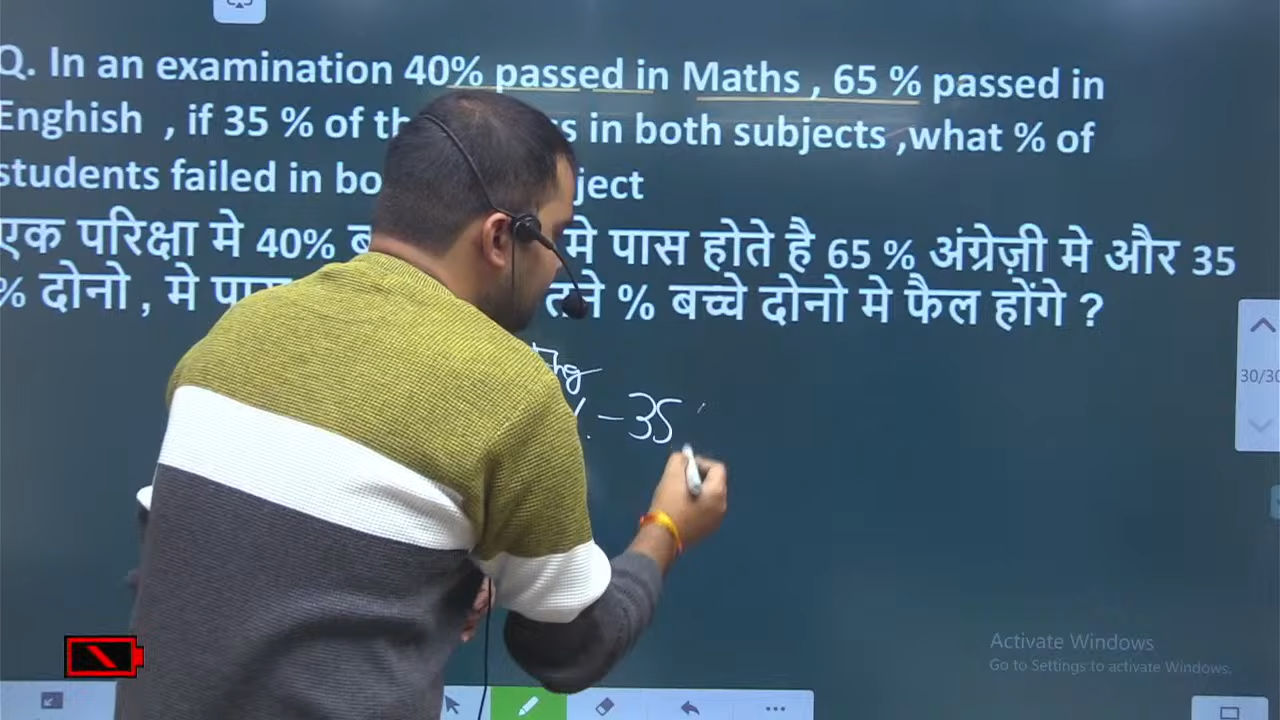 Q. In an examination 40% passed in Maths , 65 % passed in
Enghish , if 35 % of th s in both subjects ,what % of
students failed in bo ject
एक परिक्षा मे 40% ब मे पास होते है 65 % अंग्रेज़ी मे और 35
% दोनो , मे पास तने % बच्चे दोनो मे फैल होंगे ?
Eng
% - 35
30/30
Activate Windows
Go to Settings to activate Windows.